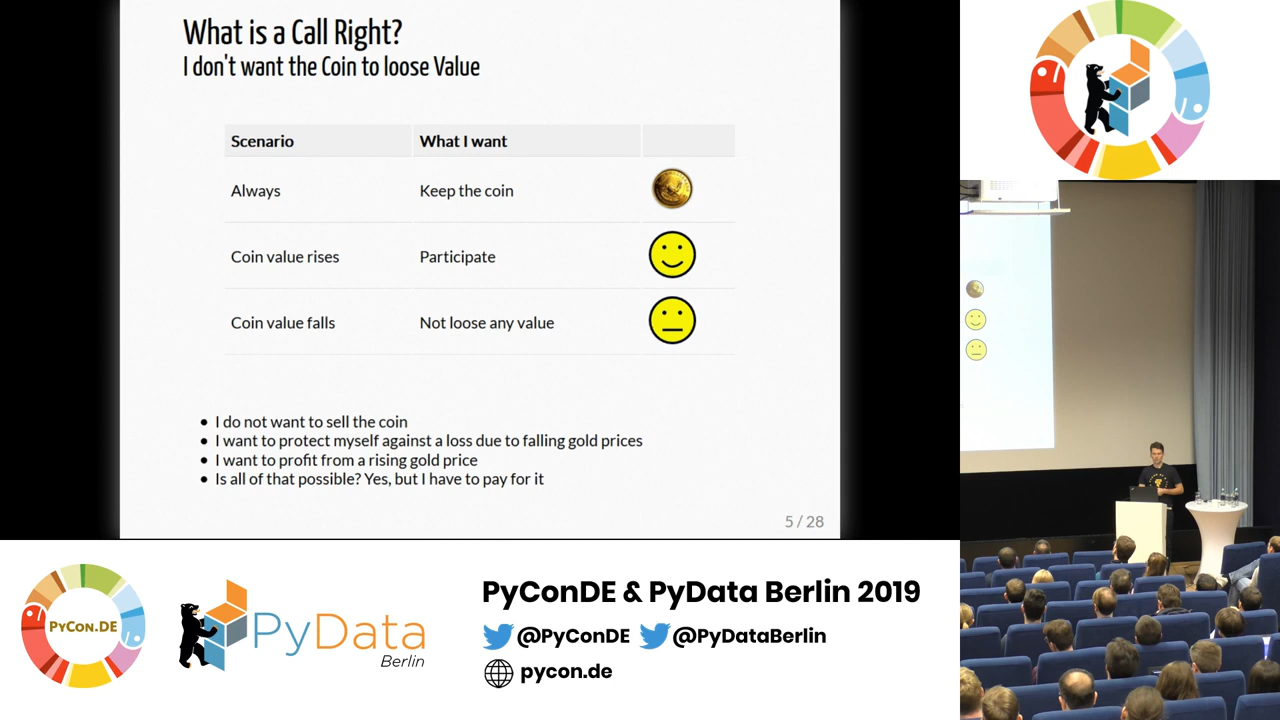 What is a Call Right?
I don't want the Coin to loose Value
Scenario What I want
Always Keep the coin
Coin value rises Participate
Coin value falls Not loose any value
• I do not want to sell the coin
• I want to protect myself against a loss due to falling gold prices
• I want to profit from a rising gold price
• Is all of that possible? Yes, but I have to pay for it
5 / 28
PyCon.DE
PyData
Berlin
PyConDE & PyData Berlin 2019
@PyConDE @PyDataBerlin
pycon.de